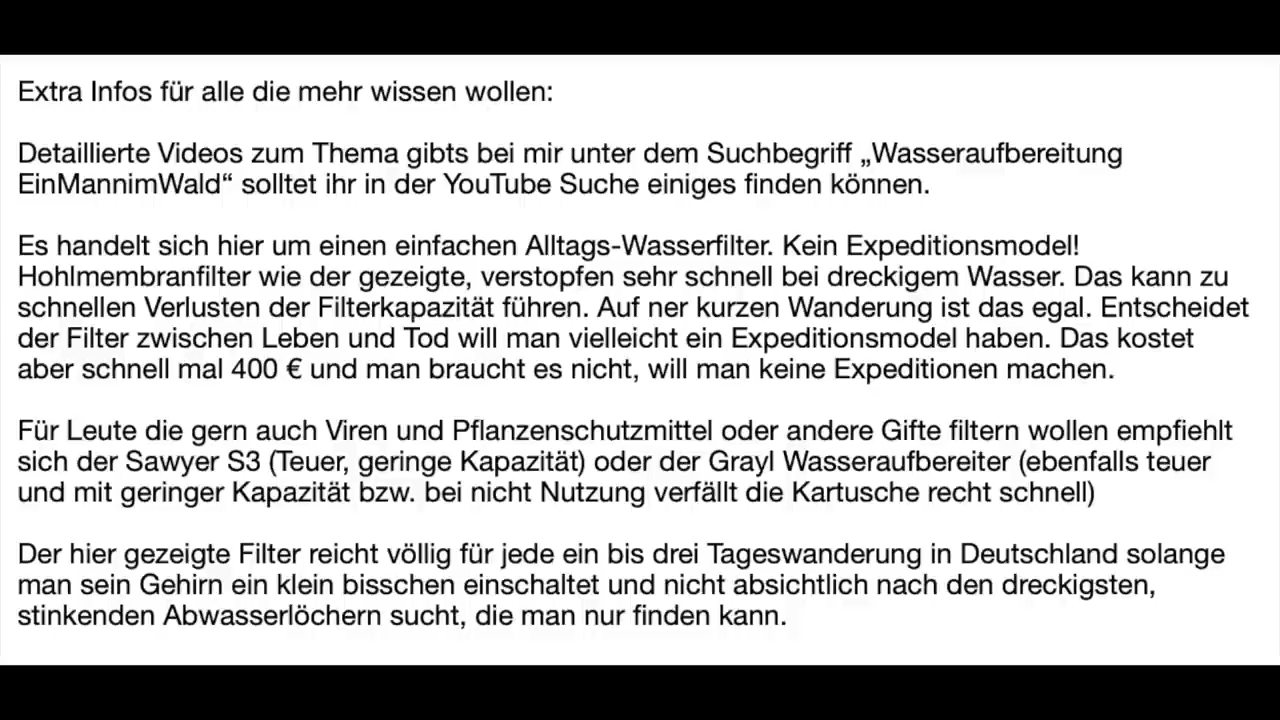 Extra Infos für alle die mehr wissen wollen:
Detaillierte Videos zum Thema gibts bei mir unter dem Suchbegriff „Wasseraufbereitung
EinMannimWald“ solltet ihr in der YouTube Suche einiges finden können.
Es handelt sich hier um einen einfachen Alltags-Wasserfilter. Kein Expeditionsmodel!
Hohlmembranfilter wie der gezeigte, verstopfen sehr schnell bei dreckigem Wasser. Das kann zu
schnellen Verlusten der Filterkapazität führen. Auf ner kurzen Wanderung ist das egal. Entscheidet
der Filter zwischen Leben und Tod will man vielleicht ein Expeditionsmodel haben. Das kostet
aber schnell mal 400 € und man braucht es nicht, will man keine Expeditionen machen.
Für Leute die gern auch Viren und Pflanzenschutzmittel oder andere Gifte filtern wollen empfiehlt
sich der Sawyer S3 (Teuer, geringe Kapazität) oder der Grayl Wasseraufbereiter (ebenfalls teuer
und mit geringer Kapazität bzw. bei nicht Nutzung verfällt die Kartusche recht schnell)
Der hier gezeigte Filter reicht völlig für jede ein bis drei Tageswanderung in Deutschland solange
man sein Gehirn ein klein bisschen einschaltet und nicht absichtlich nach den dreckigsten,
stinkenden Abwasserlöchern sucht, die man nur finden kann.